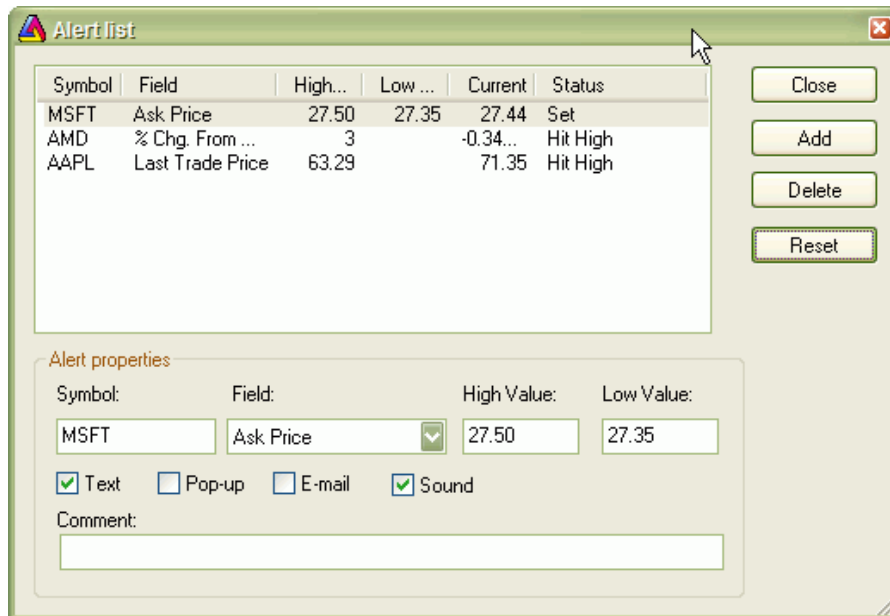 Alert list
Symbol Field High... Low ... Current Status
MSFT Ask Price 27.50 27.35 27.44 Set
AMD % Chg. From ... 3 -0.34... Hit High
AAPL Last Trade Price 63.29 71.35 Hit High
Close
Add
Delete
Reset
Alert properties
Symbol: Field: High Value: Low Value:
MSFT Ask Price 27.50 27.35
Text Pop-up E-mail Sound
Comment: